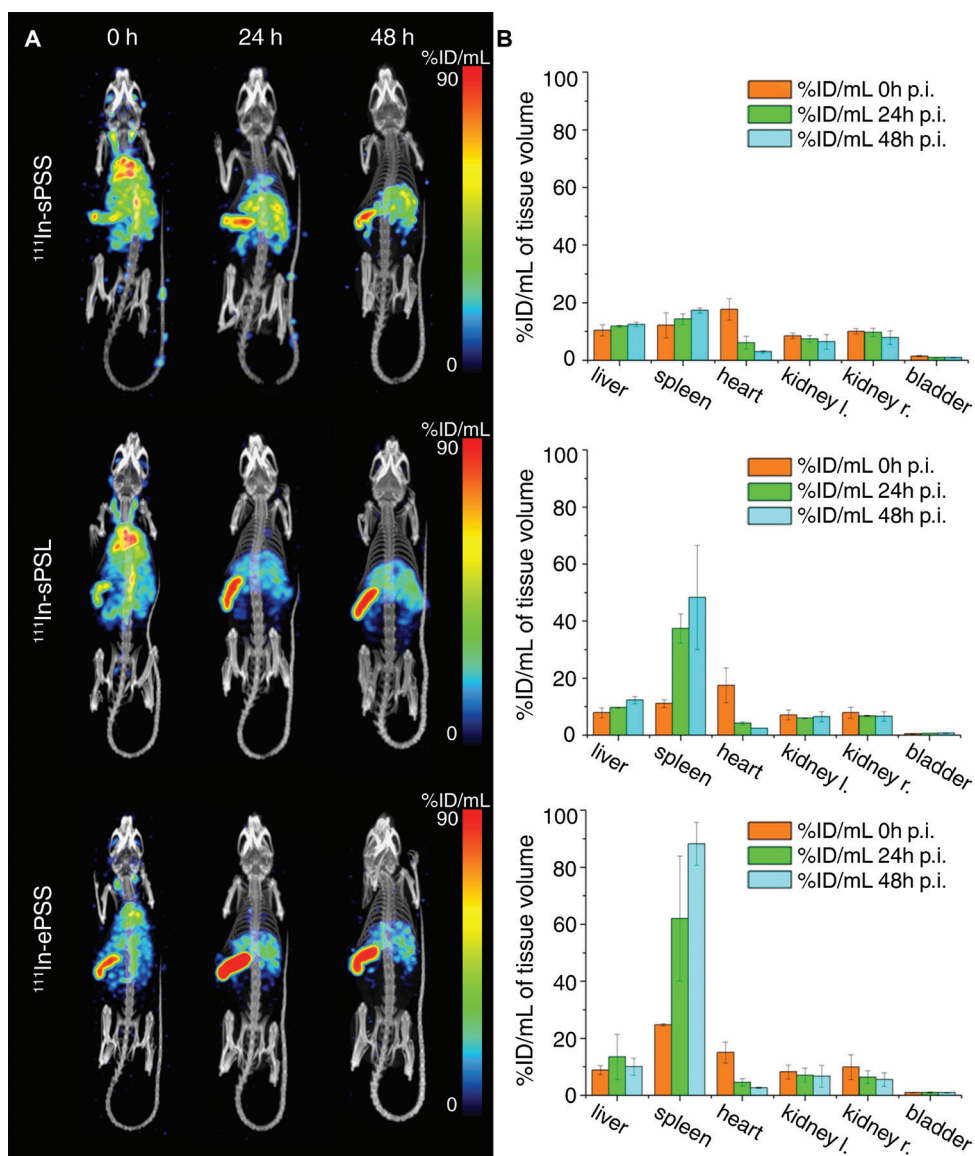 A
0 h
24 h
48 h
%ID/mL
90
0
¹¹¹In-sPSS
%ID/mL
90
0
¹¹¹In-sPSL
%ID/mL
90
0
¹¹¹In-ePSS
B
100
80
60
40
20
0
%ID/mL of tissue volume
%ID/mL 0h p.i.
%ID/mL 24h p.i.
%ID/mL 48h p.i.
liver
spleen
heart
kidney l.
kidney r.
bladder
100
80
60
40
20
0
%ID/mL of tissue volume
%ID/mL 0h p.i.
%ID/mL 24h p.i.
%ID/mL 48h p.i.
liver
spleen
heart
kidney l.
kidney r.
bladder
100
80
60
40
20
0
%ID/mL of tissue volume
%ID/mL 0h p.i.
%ID/mL 24h p.i.
%ID/mL 48h p.i.
liver
spleen
heart
kidney l.
kidney r.
bladder